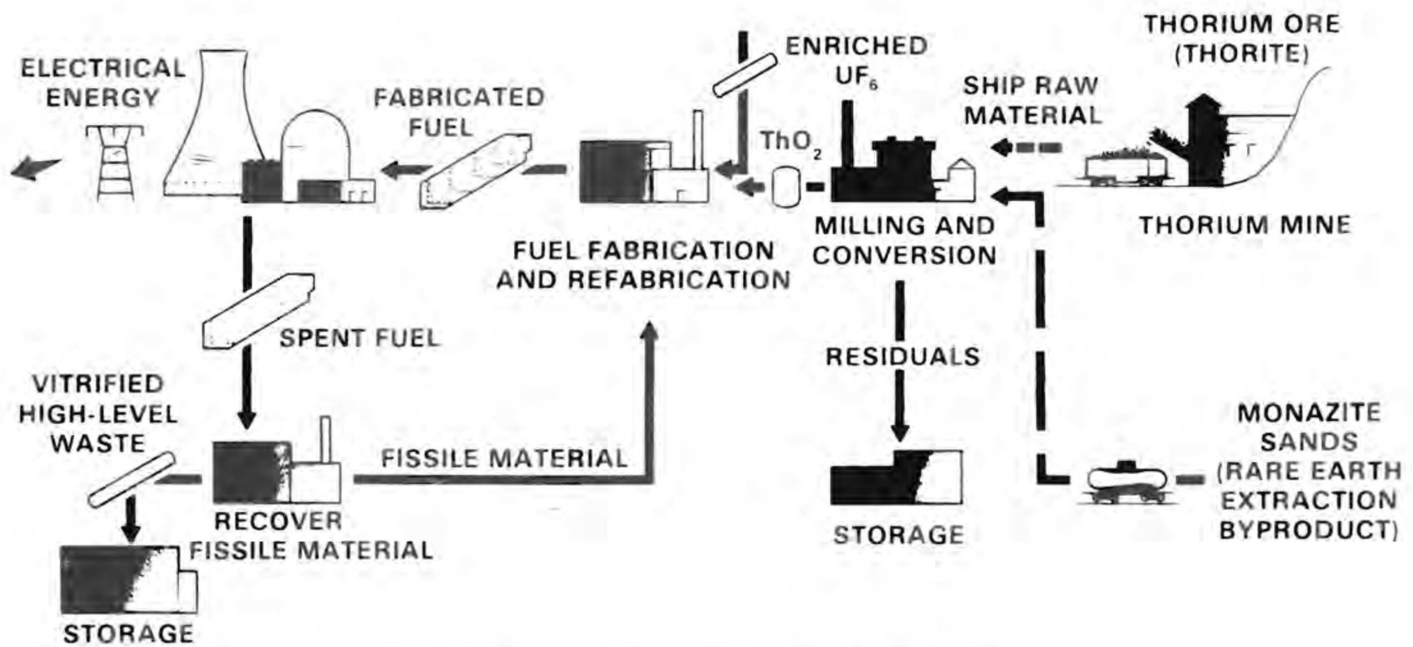 ELECTRICAL
ENERGY
FABRICATED
FUEL
ENRICHED
UF₆
ThO₂
SHIP RAW
MATERIAL
THORIUM ORE
(THORITE)
THORIUM MINE
MILLING AND
CONVERSION
FUEL FABRICATION
AND REFABRICATION
SPENT FUEL
RESIDUALS
VITRIFIED
HIGH-LEVEL
WASTE
FISSILE MATERIAL
MONAZITE
SANDS
(RARE EARTH
EXTRACTION
BYPRODUCT)
RECOVER
FISSILE MATERIAL
STORAGE
STORAGE